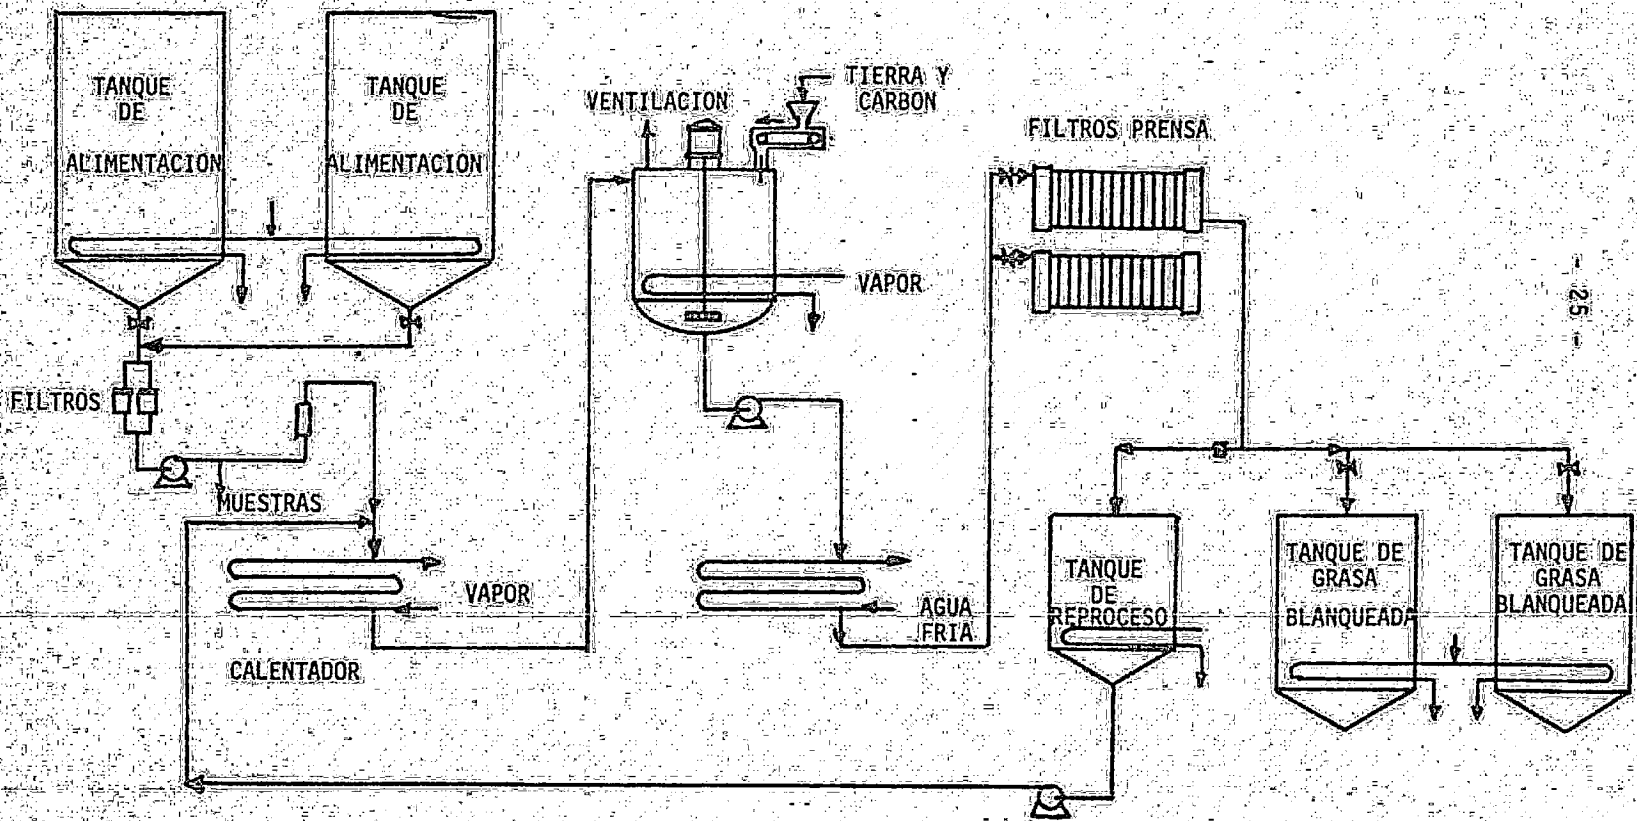 TANQUE
DE
ALIMENTACION
TANQUE
DE
ALIMENTACION
VENTILACION
TIERRA Y
CARBON
FILTROS PRENSA
VAPOR
- 25 -
FILTROS
MUESTRAS
VAPOR
CALENTADOR
AGUA
FRIA
TANQUE
DE
REPROCESO
TANQUE DE
GRASA
BLANQUEADA
TANQUE DE
GRASA
BLANQUEADA